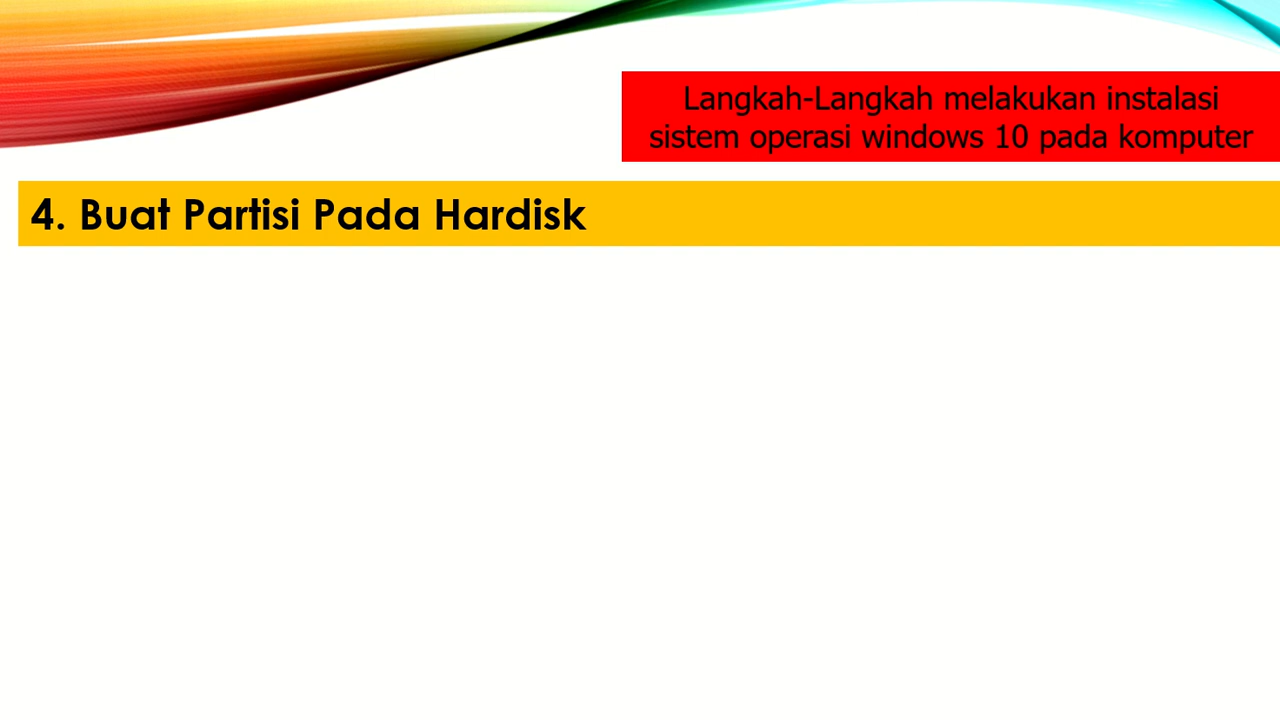 Langkah-Langkah melakukan instalasi
sistem operasi windows 10 pada komputer
4. Buat Partisi Pada Hardisk